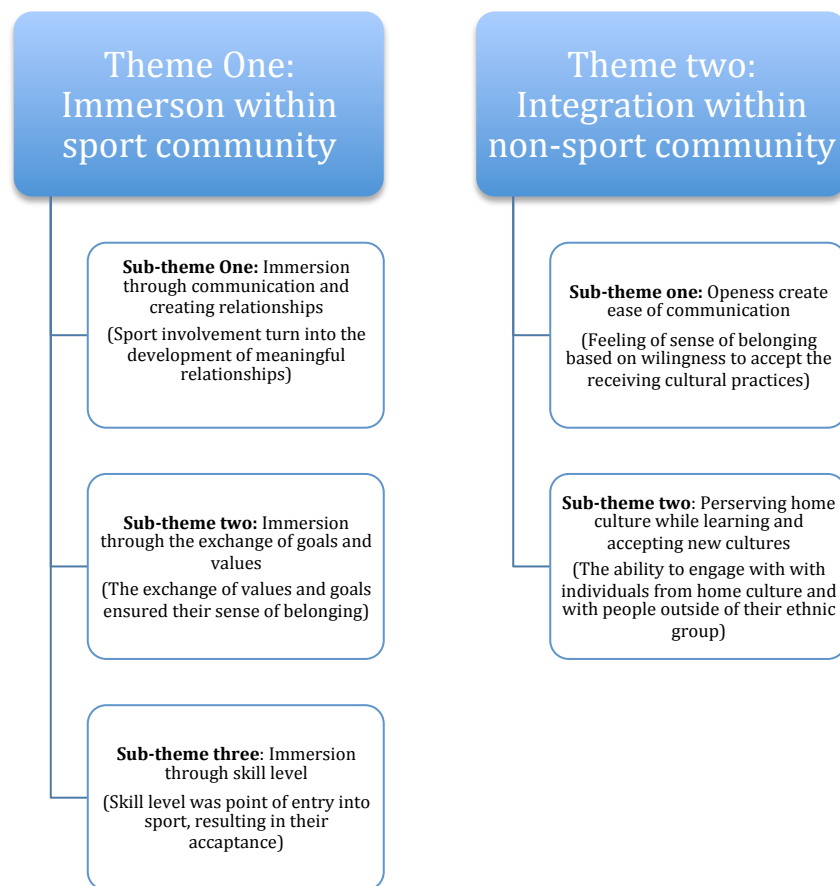 Theme One:
Immerson within
sport community
Sub-theme One: Immersion
through communication and
creating relationships
(Sport involvement turn into the
development of meaningful
relationships)
Sub-theme two: Immersion
through the exchange of goals and
values
(The exchange of values and goals
ensured their sense of belonging)
Sub-theme three: Immersion
through skill level
(Skill level was point of entry into
sport, resulting in their
accaptance)
Theme two:
Integration within
non-sport community
Sub-theme one: Openess create
ease of communication
(Feeling of sense of belonging
based on wilingness to accept the
receiving cultural practices)
Sub-theme two: Perserving home
culture while learning and
accepting new cultures
(The ability to engage with with
individuals from home culture and
with people outside of their ethnic
group)